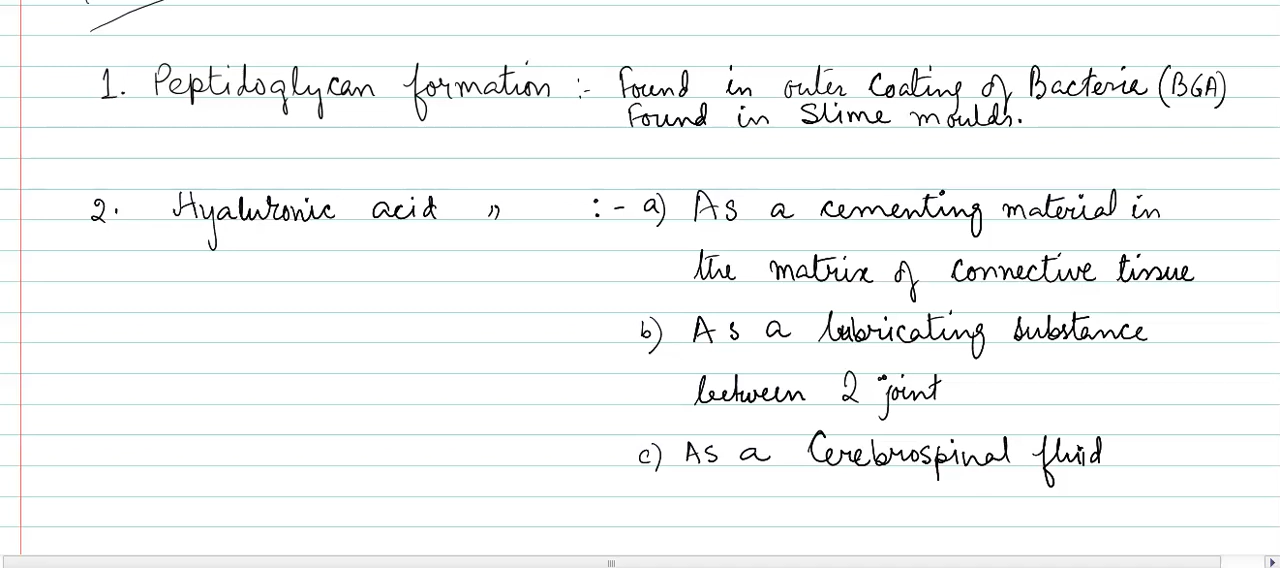 1. Peptidoglycan formation :- Found in outer Coating of Bacteria (BGA)
Found in Slime moulds.
2. Hyaluronic acid " :- a) As a cementing material in
the matrix of connective tissue
b) As a lubricating substance
between 2 joint
c) As a Cerebrospinal fluid